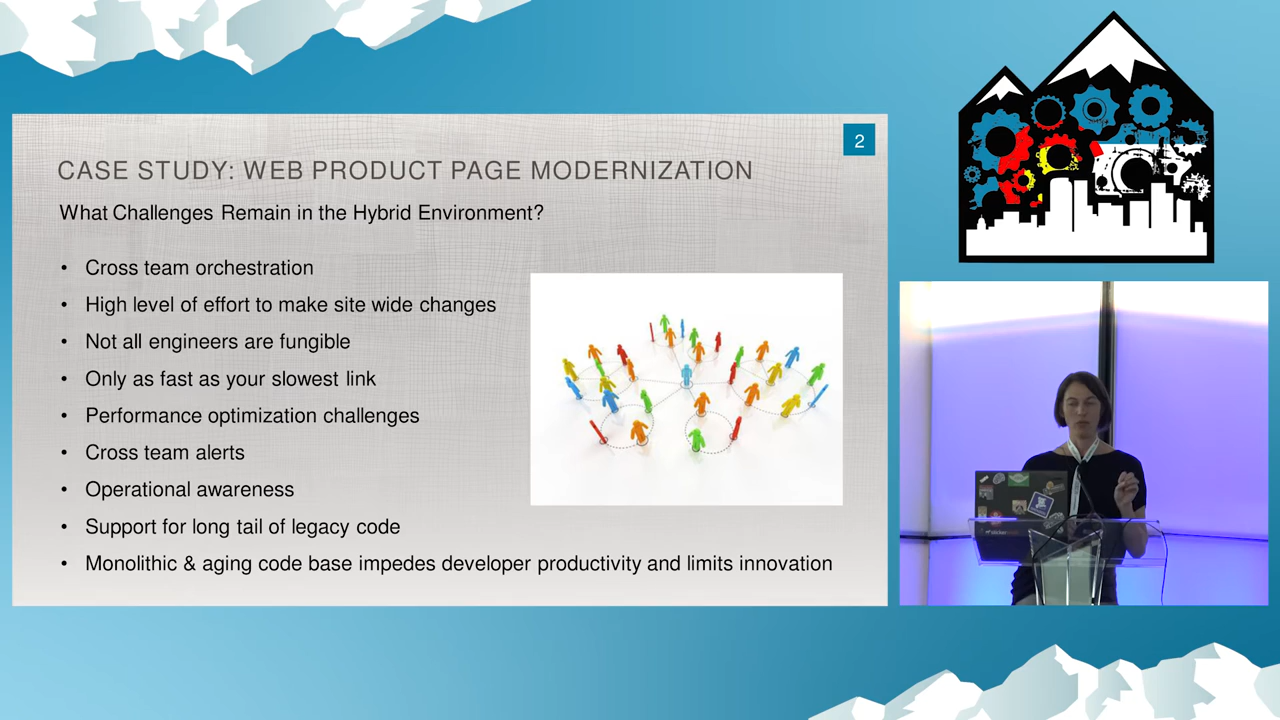 2
CASE STUDY: WEB PRODUCT PAGE MODERNIZATION
What Challenges Remain in the Hybrid Environment?
• Cross team orchestration
• High level of effort to make site wide changes
• Not all engineers are fungible
• Only as fast as your slowest link
• Performance optimization challenges
• Cross team alerts
• Operational awareness
• Support for long tail of legacy code
• Monolithic & aging code base impedes developer productivity and limits innovation